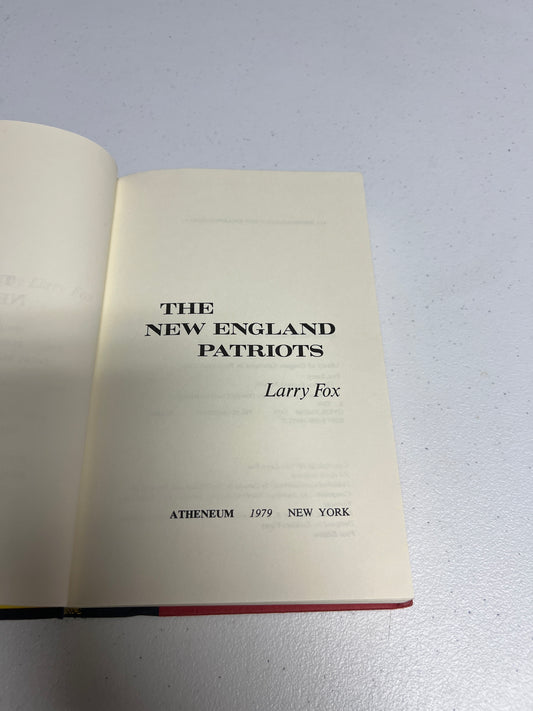 THE
NEW ENGLAND
PATRIOTS
Larry Fox
ATHENEUM 1979 NEW YORK